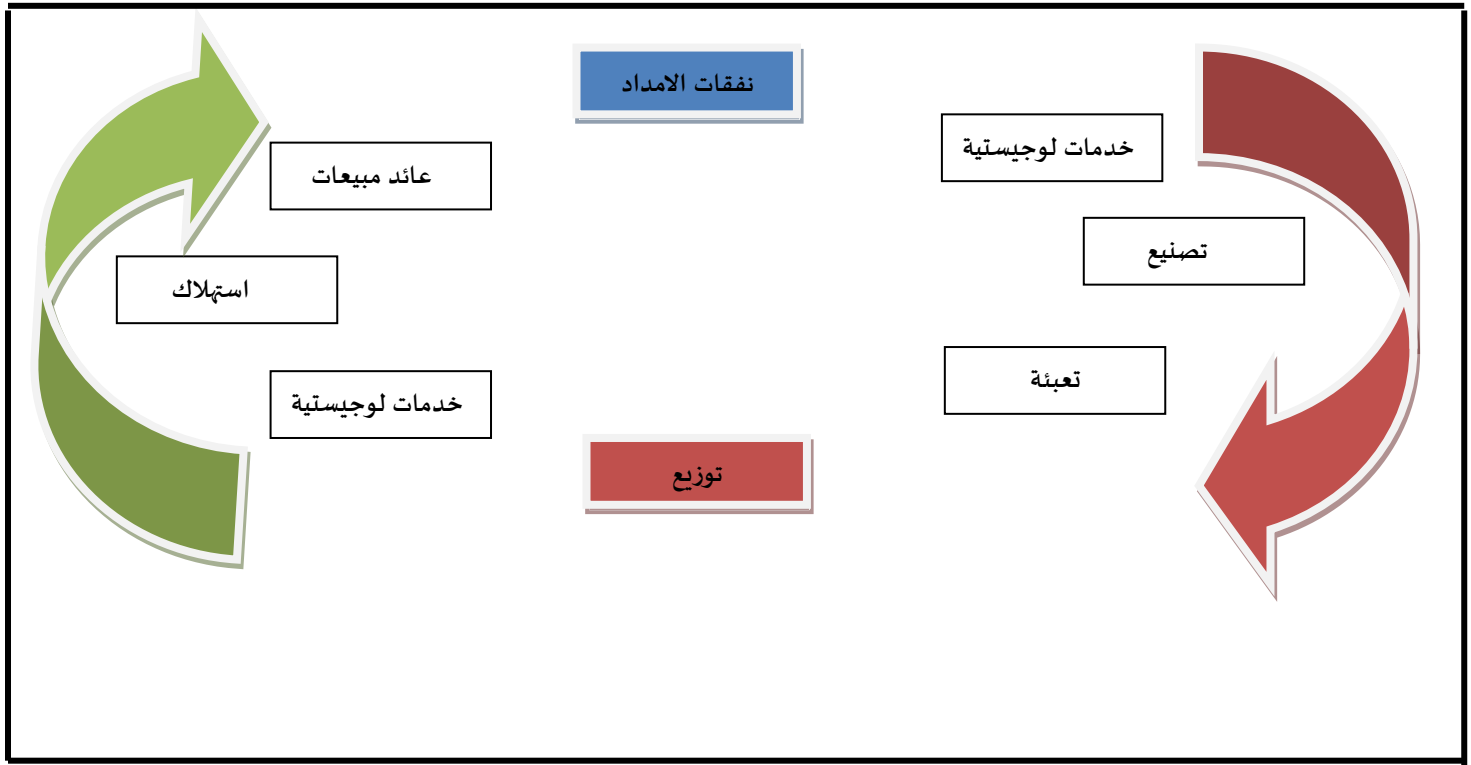 نفقات الامداد
خدمات لوجيستية
تصنيع
تعبئة
توزيع
خدمات لوجيستية
استهلاك
عائد مبيعات